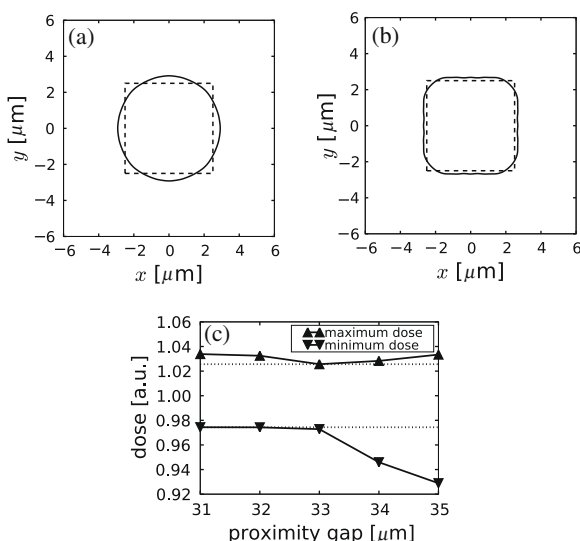 (a)
6
4
2
0
−2
−4
−6
y [μm]
−6 −4 −2 0 2 4 6
x [μm]
(b)
6
4
2
0
−2
−4
−6
y [μm]
−6 −4 −2 0 2 4 6
x [μm]
(c)
maximum dose
minimum dose
1.06
1.04
1.02
1.00
0.98
0.96
0.94
0.92
dose [a.u.]
31 32 33 34 35
proximity gap [μm]